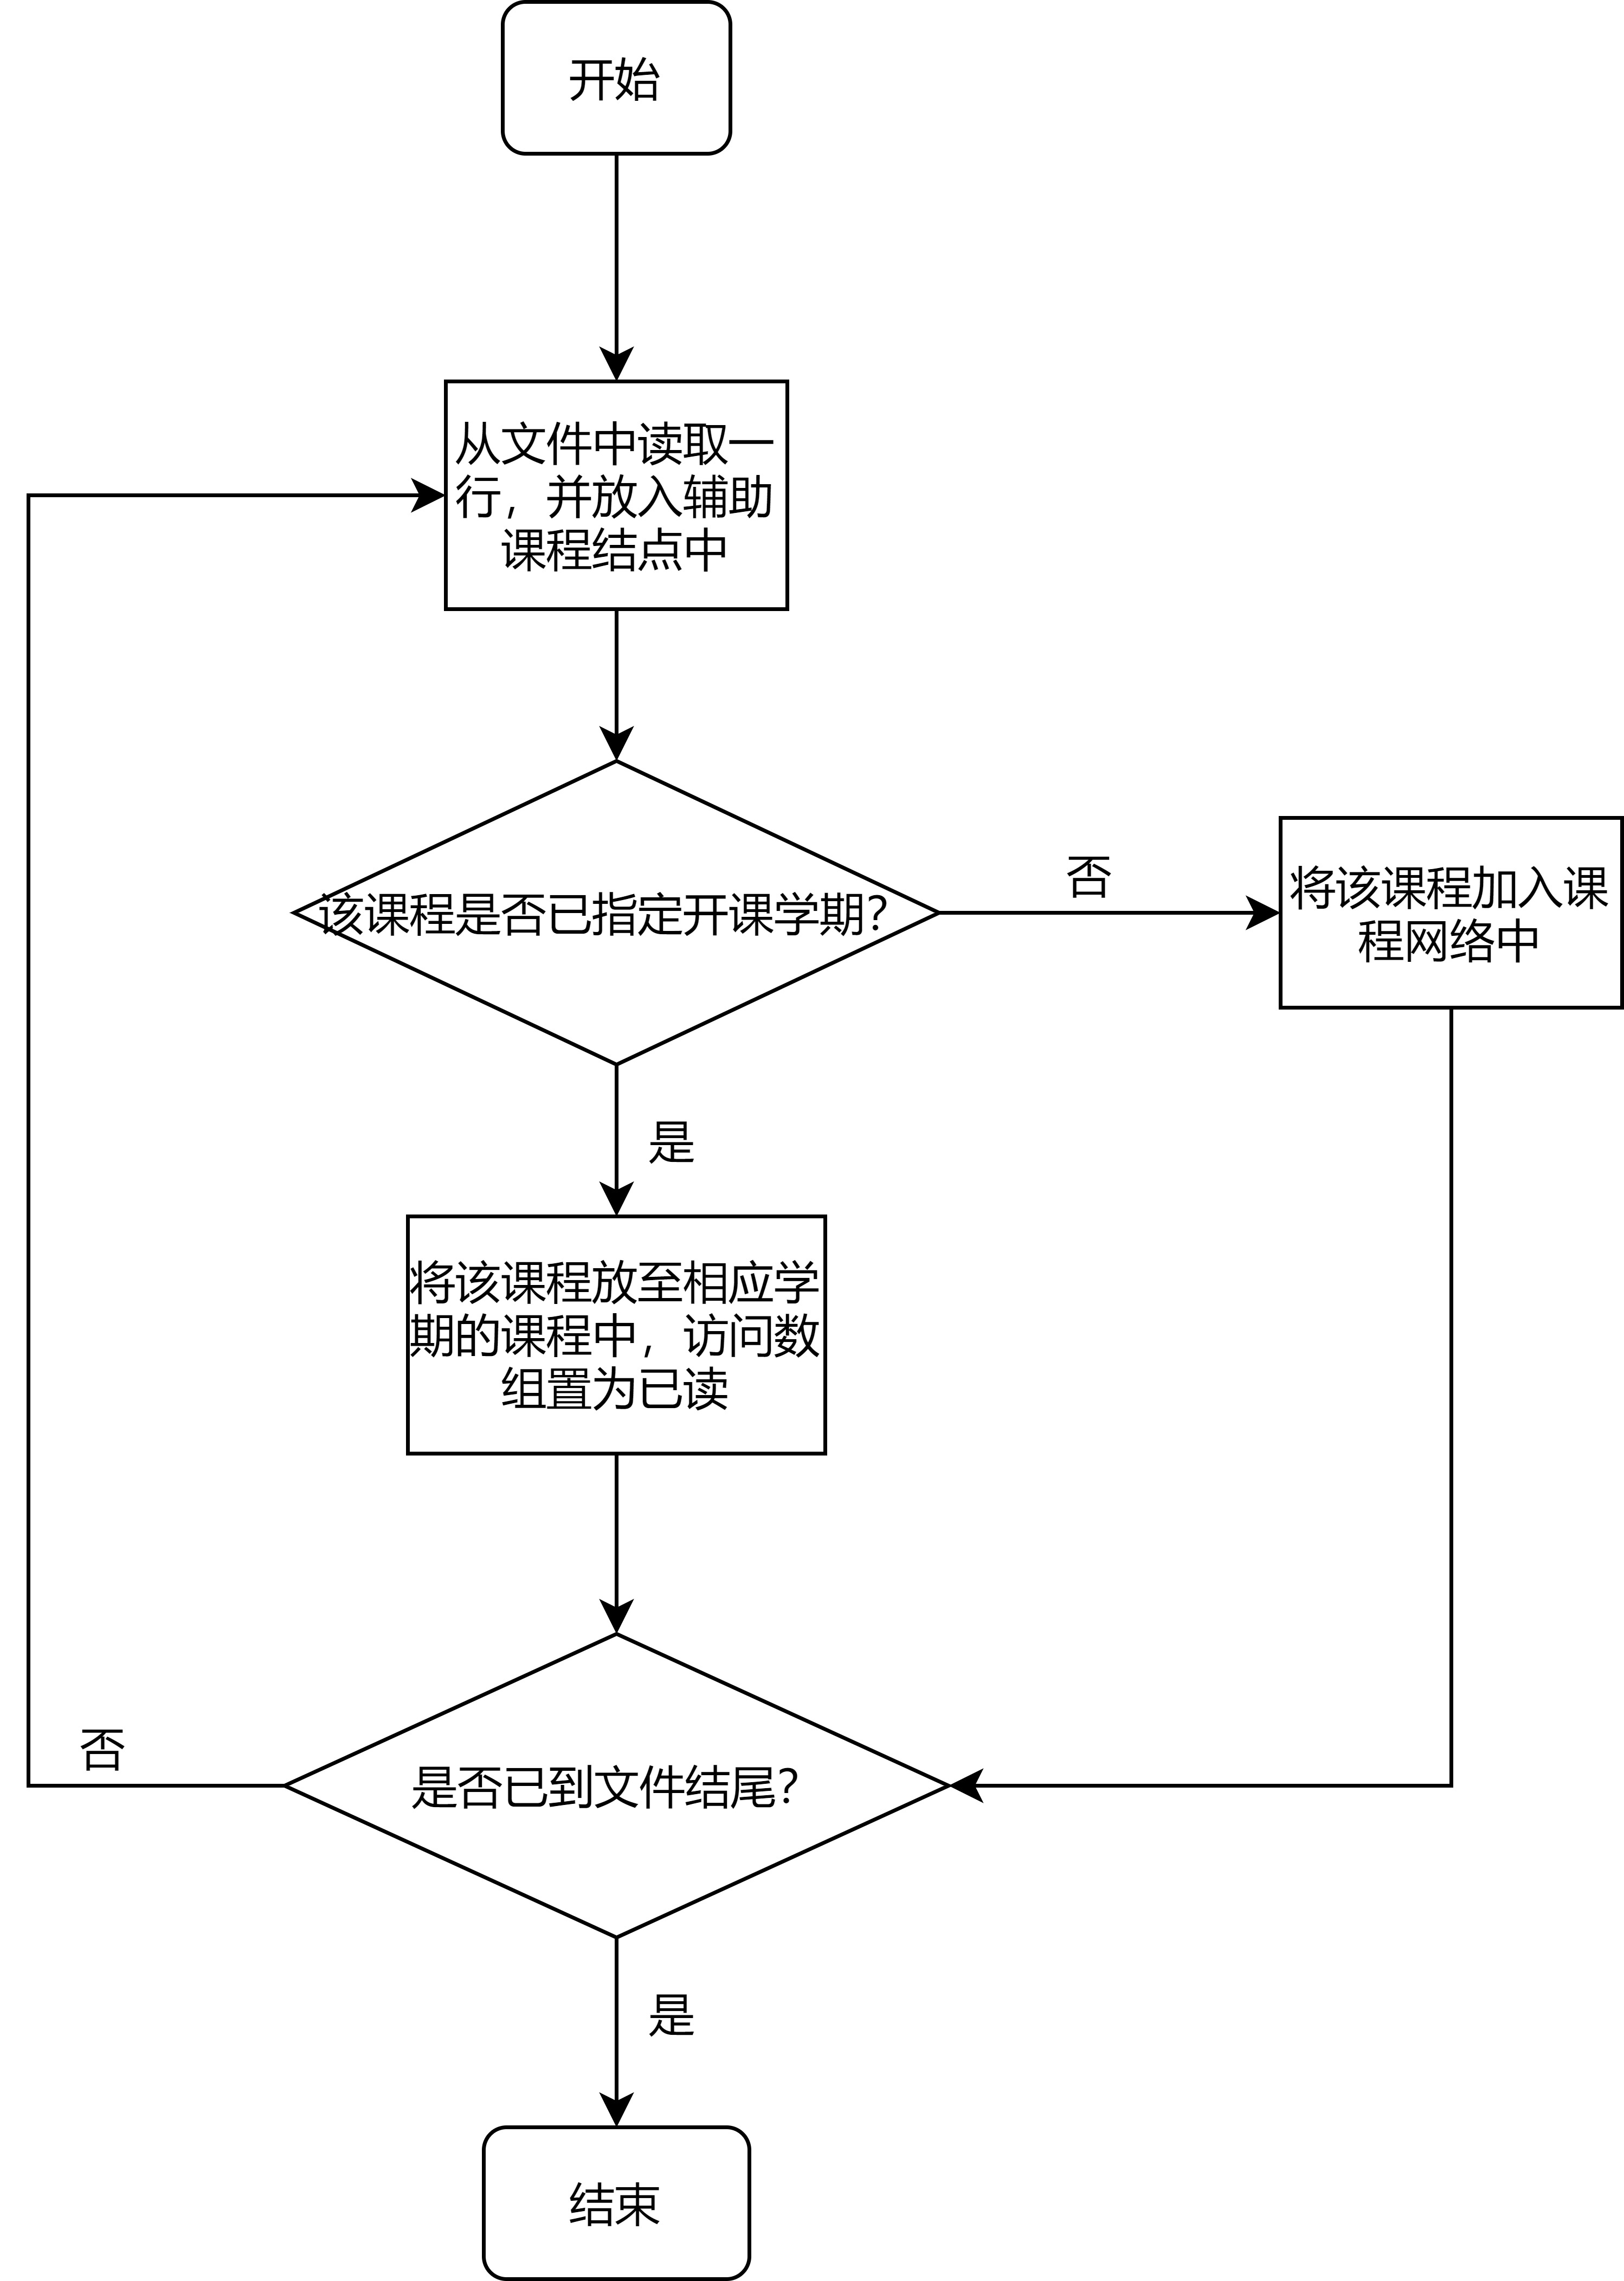 开始
从文件中读取一
行，并放入辅助
课程结点中
该课程是否已指定开课学期？
否
将该课程加入课
程网络中
是
将该课程放至相应学
期的课程中，访问数
组置为已读
否
是否已到文件结尾？
是
结束